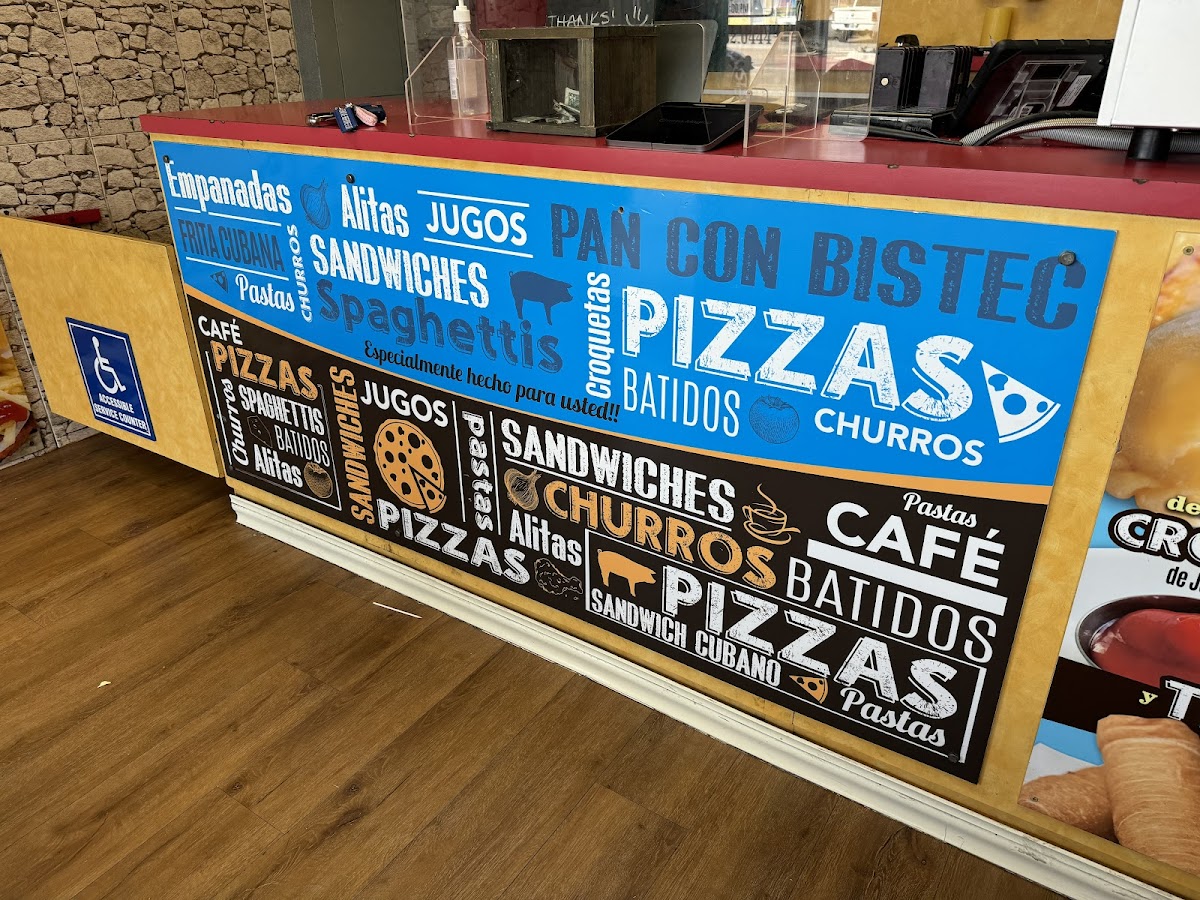 THANKS!
Empanadas
Alitas
JUGOS
PAN CON BISTEC
FRITA CUBANA
CHURROS
SANDWICHES
Pastas
Spaghettis
Croquetas
PIZZAS
BATIDOS
CHURROS
Especialmente hecho para usted!!
CAFÉ
PIZZAS
Churros
SPAGHETTIS
BATIDOS
Alitas
SANDWICHES
JUGOS
PIZZAS
Pastas
SANDWICHES
CHURROS
Alitas
PIZZAS
SANDWICH CUBANO
Pastas
CAFÉ
BATIDOS
Pastas
ACCESSIBLE
SERVICE COUNTER
de
y